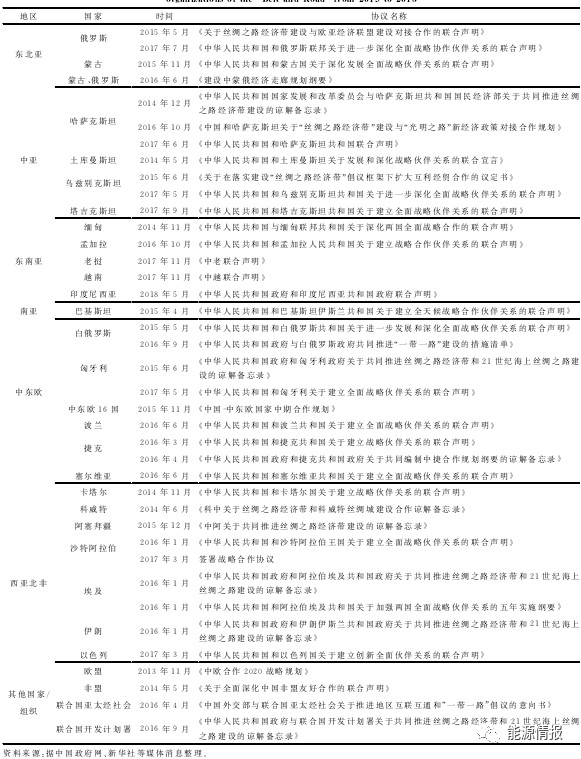 organizations of the "Belt and Road" from 2013 to 2018
地区 国家 时间 协议名称
东北亚
俄罗斯
2015 年 5 月 《关于丝绸之路经济带建设与欧亚经济联盟建设对接合作的联合声明》
2017 年 7 月 《中华人民共和国和俄罗斯联邦关于进一步深化全面战略协作伙伴关系的联合声明》
蒙古 2015 年 11 月 《中华人民共和国和蒙古国关于深化发展全面战略伙伴关系的联合声明》
蒙古、俄罗斯 2016 年 6 月 《建设中蒙俄经济走廊规划纲要》
中亚
哈萨克斯坦
2014 年 12 月 《中华人民共和国国家发展和改革委员会与哈萨克斯坦共和国国民经济部关于共同推进丝绸
之路经济带建设的谅解备忘录》
2016 年 10 月 《中国和哈萨克斯坦关于“丝绸之路经济带”建设与“光明之路”新经济政策对接合作规划》
2017 年 6 月 《中华人民共和国和哈萨克斯坦共和国联合声明》
土库曼斯坦 2014 年 5 月 《中华人民共和国和土库曼斯坦关于发展和深化战略伙伴关系的联合宣言》
乌兹别克斯坦
2015 年 6 月 《关于在落实建设“丝绸之路经济带”倡议框架下扩大互利经贸合作的议定书》
2017 年 5 月 《中华人民共和国和乌兹别克斯坦共和国关于进一步深化全面战略伙伴关系的联合声明》
塔吉克斯坦 2017 年 9 月 《中华人民共和国和塔吉克斯坦共和国关于建立全面战略伙伴关系的联合声明》
东南亚
缅甸 2014 年 11 月 《中华人民共和国与缅甸联邦共和国关于深化两国全面战略合作的联合声明》
孟加拉 2016 年 10 月 《中华人民共和国和孟加拉人民共和国关于建立战略合作伙伴关系的联合声明》
老挝 2017 年 11 月 《中老联合声明》
越南 2017 年 11 月 《中越联合声明》
印度尼西亚 2018 年 5 月 《中华人民共和国政府和印度尼西亚共和国政府联合声明》
南亚 巴基斯坦 2015 年 4 月 《中华人民共和国和巴基斯坦伊斯兰共和国关于建立全天候战略合作伙伴关系的联合声明》
中东欧
白俄罗斯
2015 年 5 月 《中华人民共和国和白俄罗斯共和国关于进一步发展和深化全面战略伙伴关系的联合声明》
2016 年 9 月 《中华人民共和国政府与白俄罗斯政府共同推进“一带一路”建设的措施清单》
匈牙利
2015 年 6 月 《中华人民共和国政府和匈牙利政府关于共同推进丝绸之路经济带和 21 世纪海上丝绸之路建
设的谅解备忘录》
2017 年 5 月 《中华人民共和国和匈牙利关于建立全面战略伙伴关系的联合声明》
中东欧 16 国 2015 年 11 月 《中国-中东欧国家中期合作规划》
波兰 2016 年 6 月 《中华人民共和国和波兰共和国关于建立全面战略伙伴关系的联合声明》
捷克
2016 年 3 月 《中华人民共和国和捷克共和国关于建立战略伙伴关系的联合声明》
2016 年 4 月 《中华人民共和国政府和捷克共和国政府关于共同编制中捷合作规划纲要的谅解备忘录》
塞尔维亚 2016 年 6 月 《中华人民共和国和塞尔维亚共和国关于建立全面战略伙伴关系的联合声明》
西亚北非
卡塔尔 2014 年 11 月 《中华人民共和国和卡塔尔国关于建立战略伙伴关系的联合声明》
科威特 2014 年 6 月 《科中关于丝绸之路经济带和科威特丝绸城建设合作谅解备忘录》
阿塞拜疆 2015 年 12 月 《中阿关于共同推进丝绸之路经济带建设的谅解备忘录》
沙特阿拉伯
2016 年 1 月 《中华人民共和国和沙特阿拉伯王国关于建立全面战略伙伴关系的联合声明》
2017 年 3 月 签署战略合作协议
埃及
2016 年 1 月 《中华人民共和国政府和阿拉伯埃及共和国政府关于共同推进丝绸之路经济带和 21 世纪海上
丝绸之路建设的谅解备忘录》
2016 年 1 月 《中华人民共和国和阿拉伯埃及共和国关于加强两国全面战略伙伴关系的五年实施纲要》
伊朗 2016 年 1 月 《中华人民共和国政府和伊朗伊斯兰共和国政府关于共同推进丝绸之路经济带和 21 世纪海上
丝绸之路建设的谅解备忘录》
以色列 2017 年 3 月 《中华人民共和国和以色列国关于建立创新全面伙伴关系的联合声明》
其他国家/
组织
欧盟 2013 年 11 月 《中欧合作 2020 战略规划》
非盟 2014 年 5 月 《关于全面深化中国非盟友好合作的联合声明》
联合国亚太经社会 2016 年 4 月 《中国外交部与联合国亚太经社会关于推进地区互联互通和“一带一路”倡议的意向书》
联合国开发计划署 2016 年 9 月 《中华人民共和国政府与联合国开发计划署关于共同推进丝绸之路经济带和 21 世纪海上丝绸
之路建设的谅解备忘录》
资料来源:据中国政府网、新华社等媒体消息整理。
能源情报